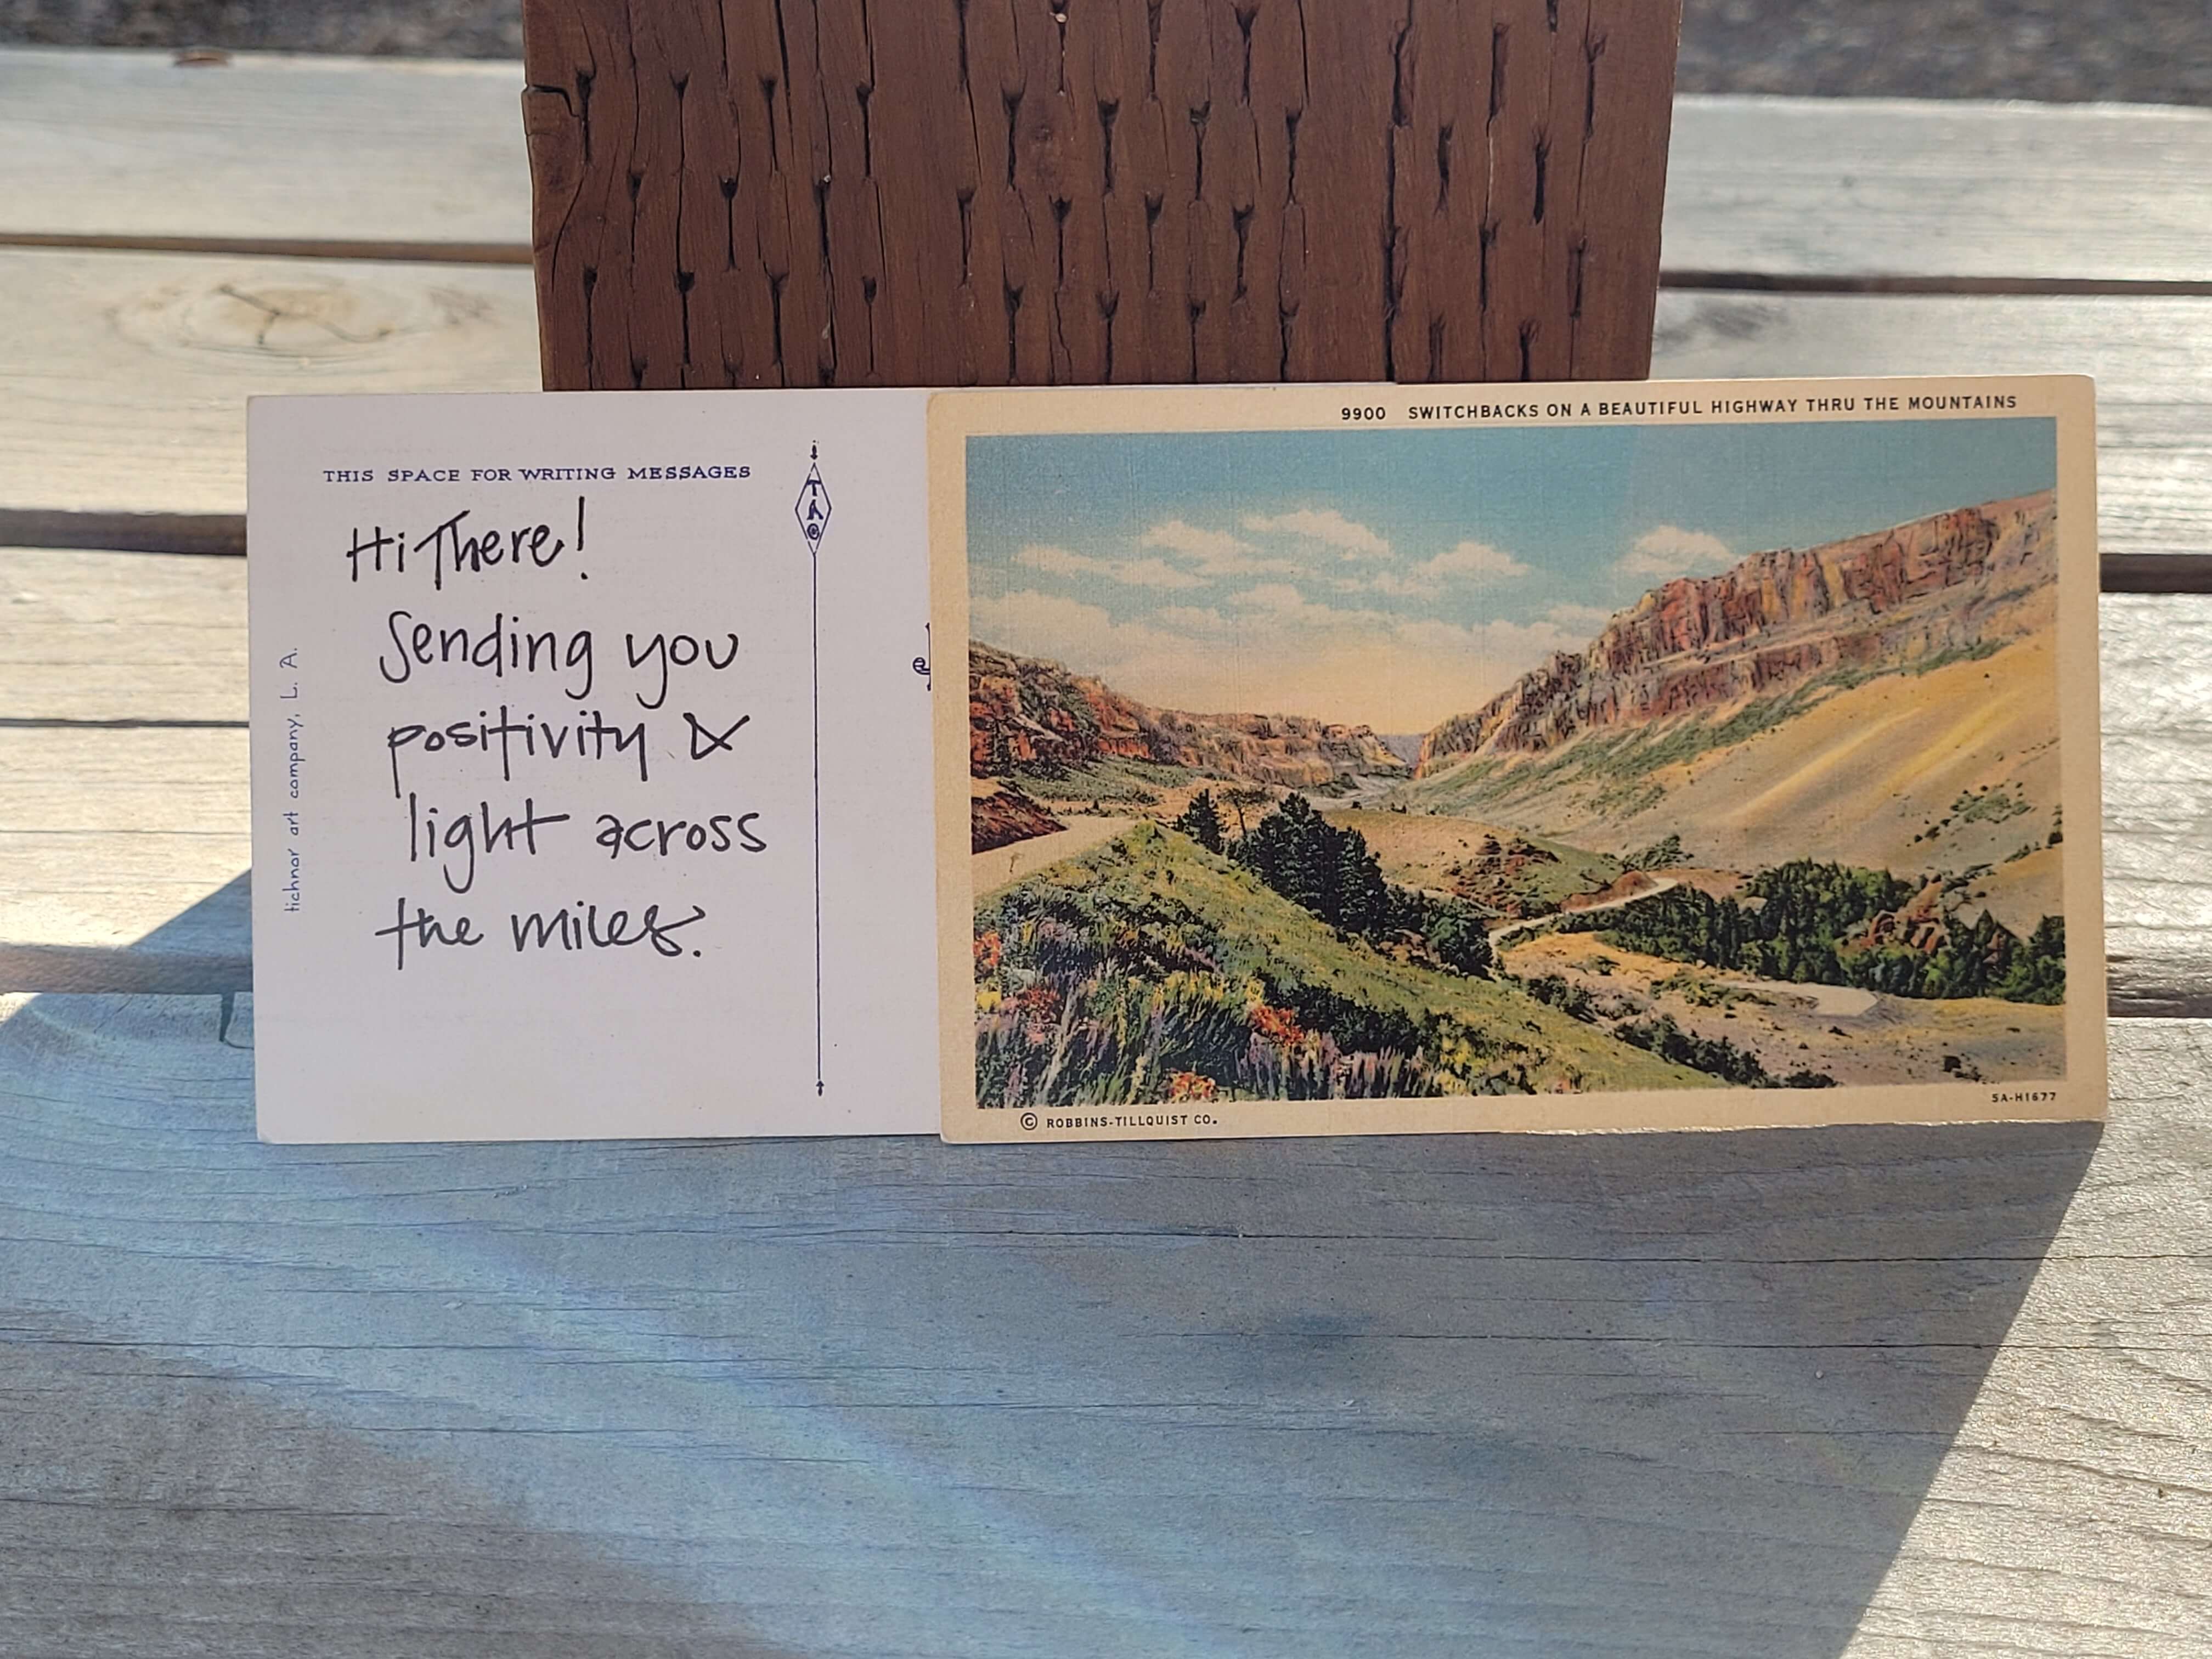 THIS SPACE FOR WRITING MESSAGES
Hi There!
Sending you
positivity &
light across
the miles.
tichnor art company, L. A.
TAC
9900 SWITCHBACKS ON A BEAUTIFUL HIGHWAY THRU THE MOUNTAINS
© ROBBINS-TILLQUIST CO.
5A-H1677